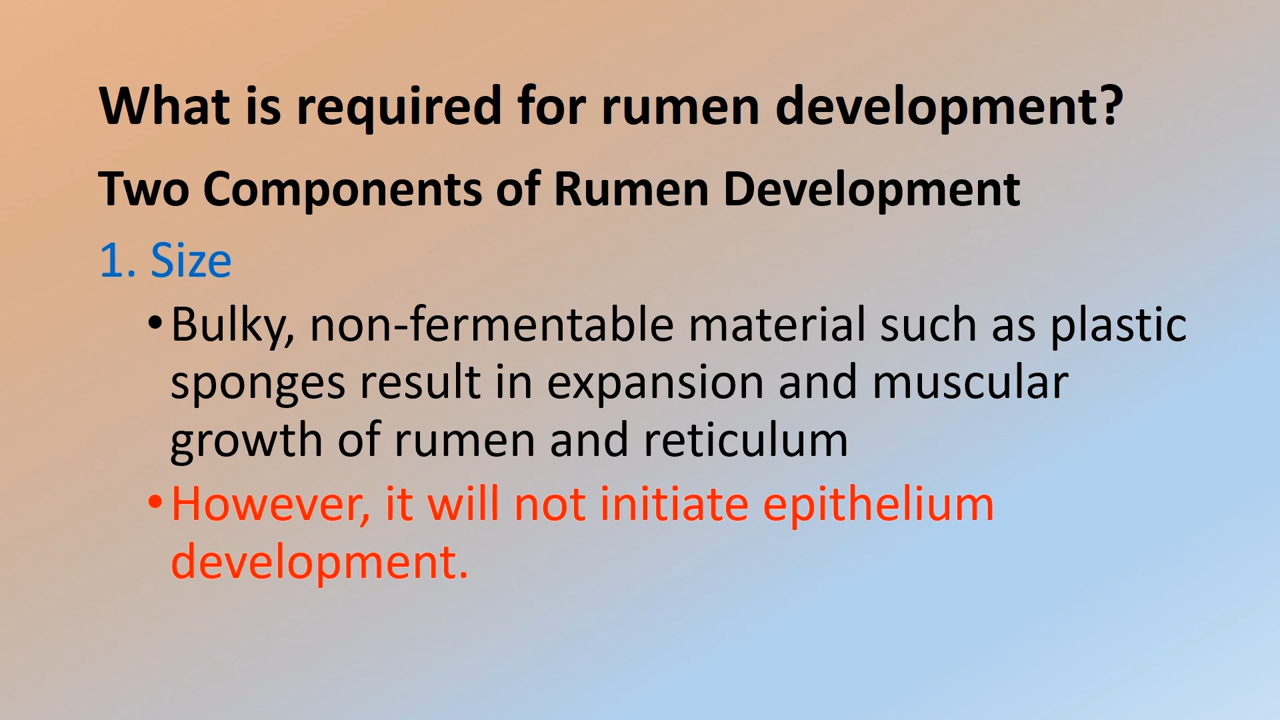 What is required for rumen development?
Two Components of Rumen Development
1. Size
•Bulky, non-fermentable material such as plastic
sponges result in expansion and muscular
growth of rumen and reticulum
•However, it will not initiate epithelium
development.